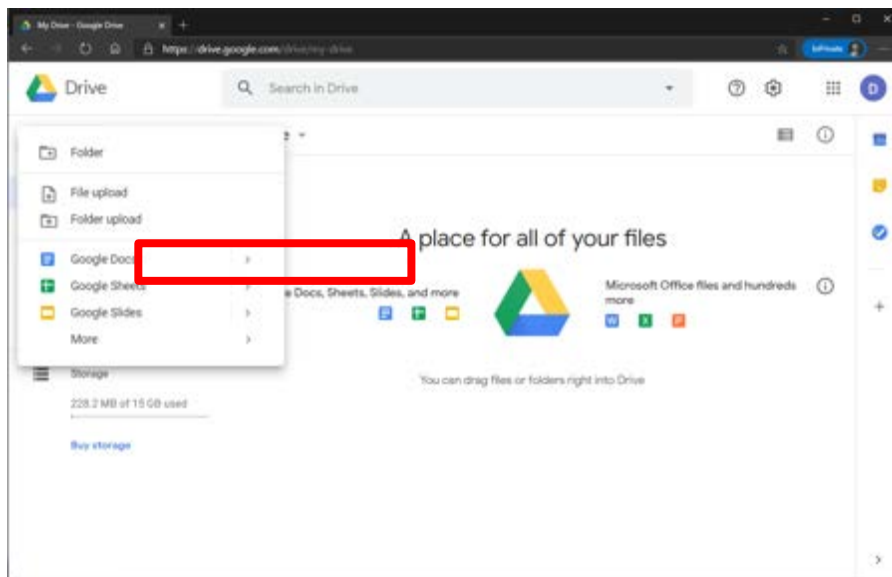 My Drive - Google Drive
https://drive.google.com/drive/my-drive
InPrivate
Drive
Search in Drive
D
Folder
File upload
Folder upload
Google Docs
Google Sheets
Google Slides
More
A place for all of your files
Docs, Sheets, Slides, and more
Microsoft Office files and hundreds
more
W X P
You can drag files or folders right into Drive
Storage
228.2 MB of 15 GB used
Buy storage